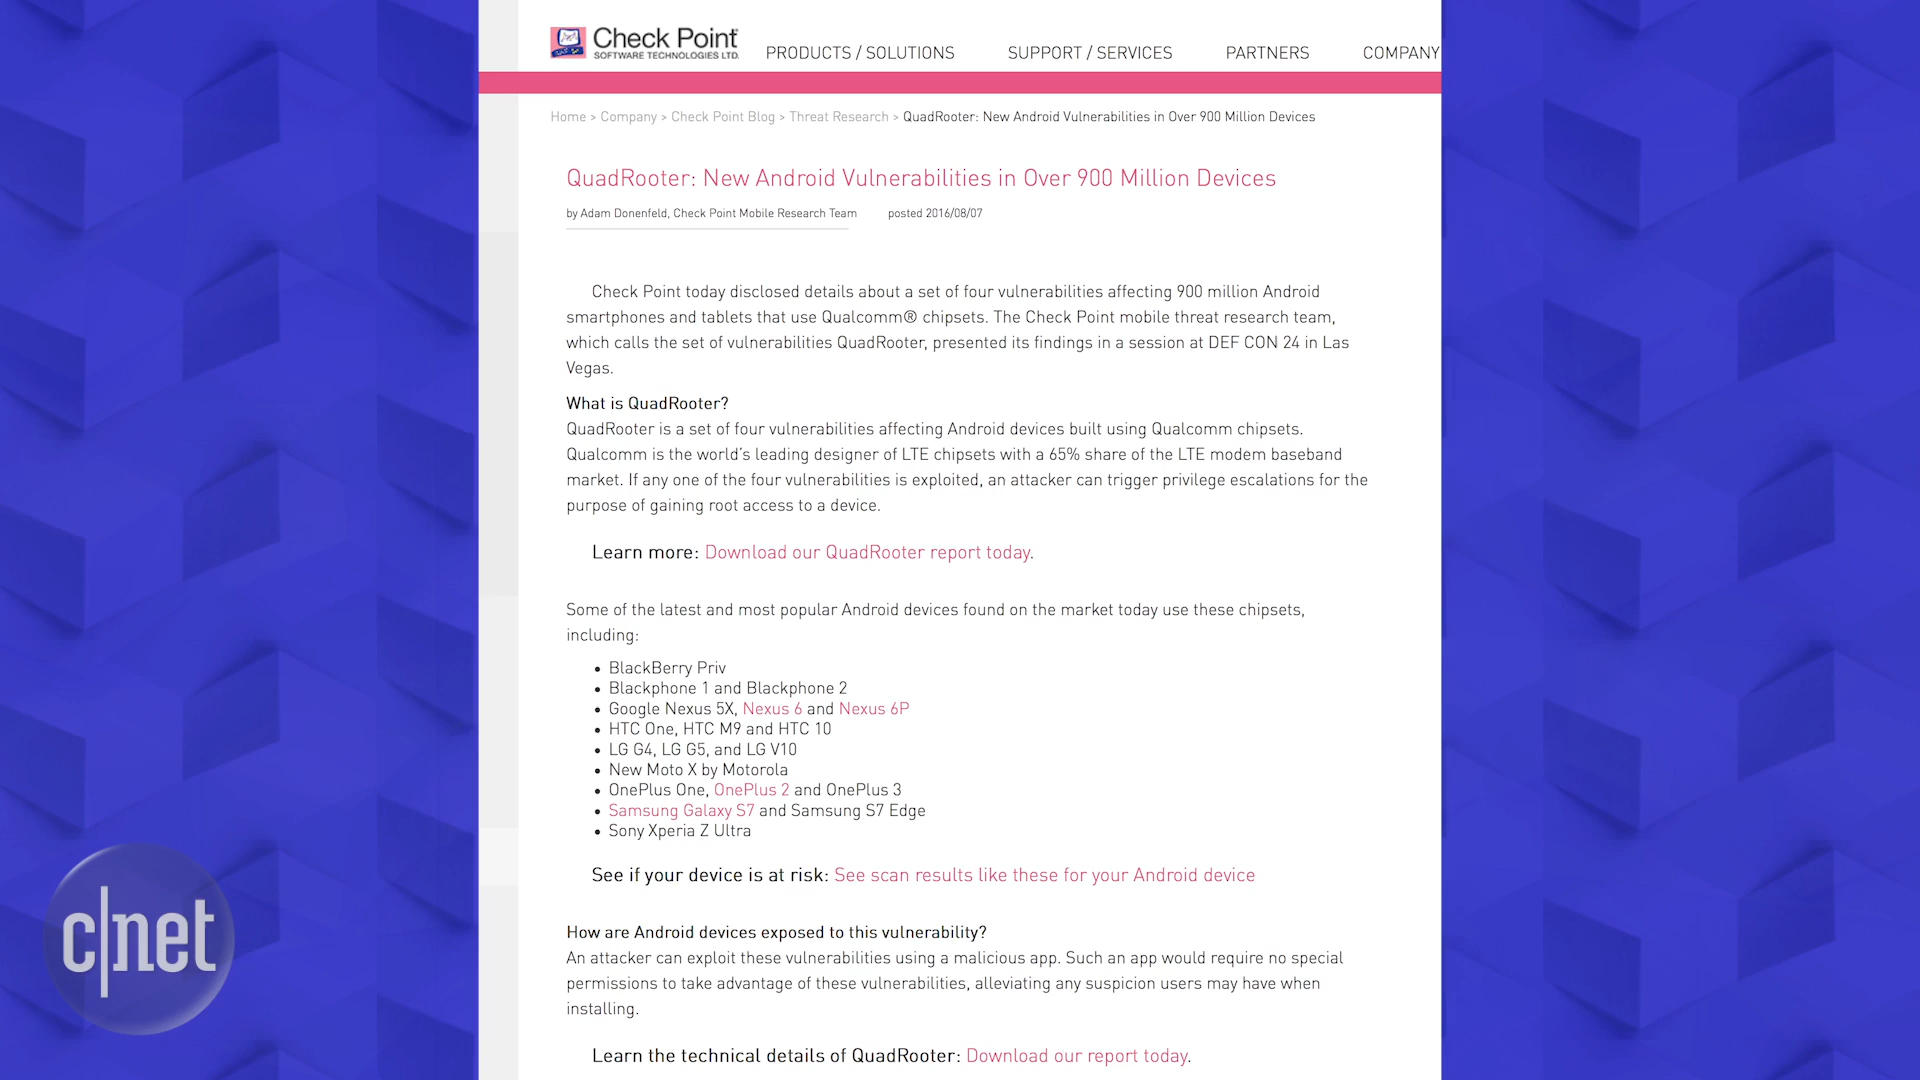 Check Point
SOFTWARE TECHNOLOGIES LTD.
PRODUCTS / SOLUTIONS
SUPPORT / SERVICES
PARTNERS
COMPANY
Home > Company > Check Point Blog > Threat Research > QuadRooter: New Android Vulnerabilities in Over 900 Million Devices
QuadRooter: New Android Vulnerabilities in Over 900 Million Devices
by Adam Donenfeld, Check Point Mobile Research Team posted 2016/08/07
Check Point today disclosed details about a set of four vulnerabilities affecting 900 million Android
smartphones and tablets that use Qualcomm® chipsets. The Check Point mobile threat research team,
which calls the set of vulnerabilities QuadRooter, presented its findings in a session at DEF CON 24 in Las
Vegas.
What is QuadRooter?
QuadRooter is a set of four vulnerabilities affecting Android devices built using Qualcomm chipsets.
Qualcomm is the world's leading designer of LTE chipsets with a 65% share of the LTE modem baseband
market. If any one of the four vulnerabilities is exploited, an attacker can trigger privilege escalations for the
purpose of gaining root access to a device.
Learn more: Download our QuadRooter report today.
Some of the latest and most popular Android devices found on the market today use these chipsets,
including:
• BlackBerry Priv
• Blackphone 1 and Blackphone 2
• Google Nexus 5X, Nexus 6 and Nexus 6P
• HTC One, HTC M9 and HTC 10
• LG G4, LG G5, and LG V10
• New Moto X by Motorola
• OnePlus One, OnePlus 2 and OnePlus 3
• Samsung Galaxy S7 and Samsung S7 Edge
• Sony Xperia Z Ultra
See if your device is at risk: See scan results like these for your Android device
How are Android devices exposed to this vulnerability?
An attacker can exploit these vulnerabilities using a malicious app. Such an app would require no special
permissions to take advantage of these vulnerabilities, alleviating any suspicion users may have when
installing.
Learn the technical details of QuadRooter: Download our report today.
c|net